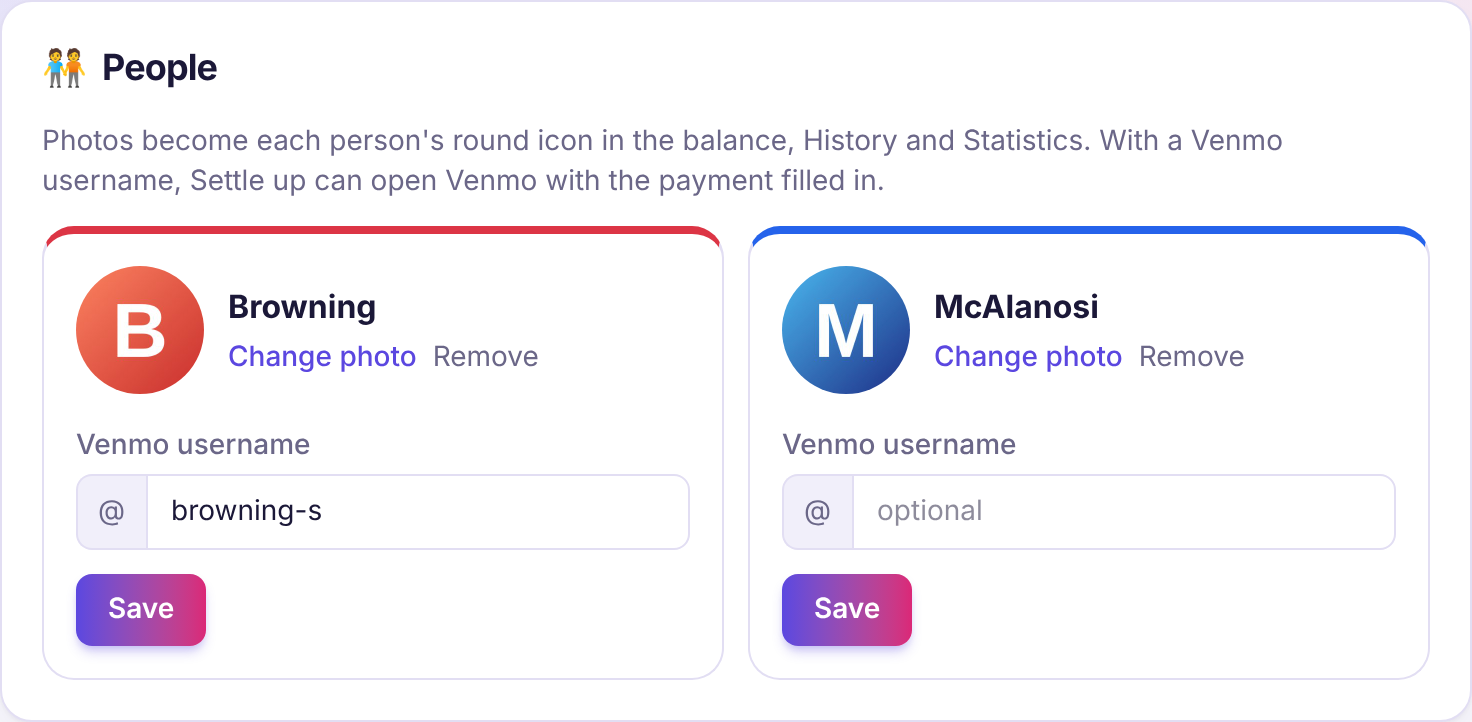 People
Photos become each person's round icon in the balance, History and Statistics. With a Venmo
username, Settle up can open Venmo with the payment filled in.
B
Browning
Change photo Remove
Venmo username
@ browning-s
Save
M
McAlanosi
Change photo Remove
Venmo username
@ optional
Save